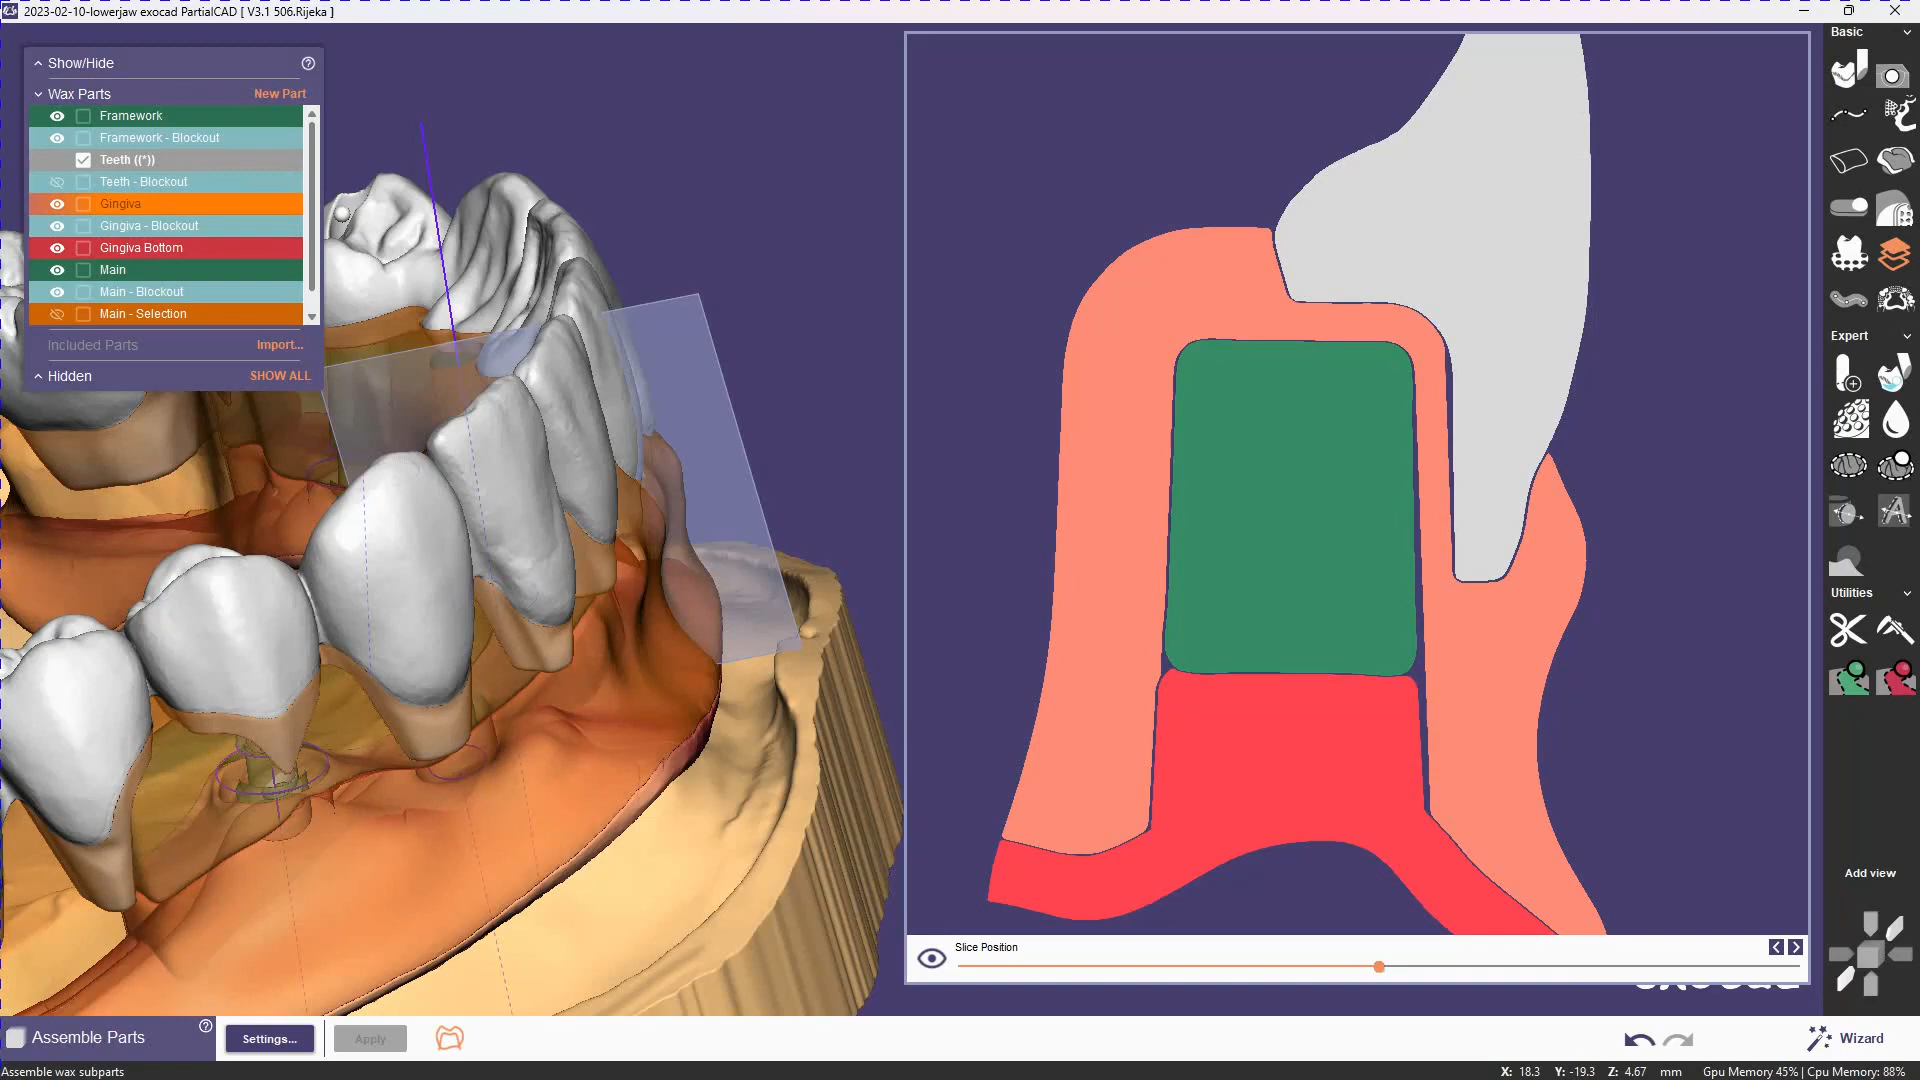 2023-02-10-lowerjaw exocad PartialCAD [ V3.1 506.Rijeka ]
Show/Hide
Wax Parts New Part
Framework
Framework - Blockout
Teeth ((*))
Teeth - Blockout
Gingiva
Gingiva - Blockout
Gingiva Bottom
Main
Main - Blockout
Main - Selection
Included Parts Import...
Hidden SHOW ALL
Basic
Expert
Utilities
Add view
Slice Position
Assemble Parts
Settings...
Apply
Wizard
Assemble wax subparts
X: 18.3 Y: -19.3 Z: 4.67 mm
Gpu Memory 45% | Cpu Memory: 88%